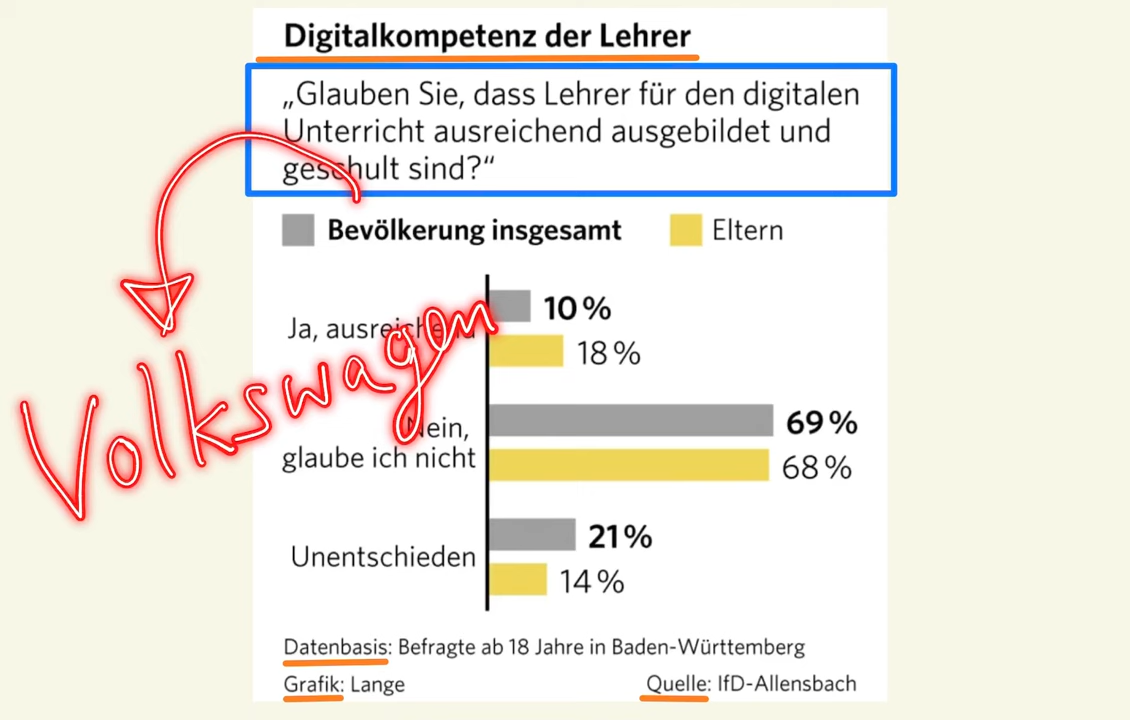 Digitalkompetenz der Lehrer
„Glauben Sie, dass Lehrer für den digitalen
Unterricht ausreichend ausgebildet und
geschult sind?“
Bevölkerung insgesamt Eltern
Ja, ausreichend
10 %
18 %
Volkswagen
Nein,
glaube ich nicht
69 %
68 %
Unentschieden
21 %
14 %
Datenbasis: Befragte ab 18 Jahre in Baden-Württemberg
Grafik: Lange Quelle: IfD-Allensbach